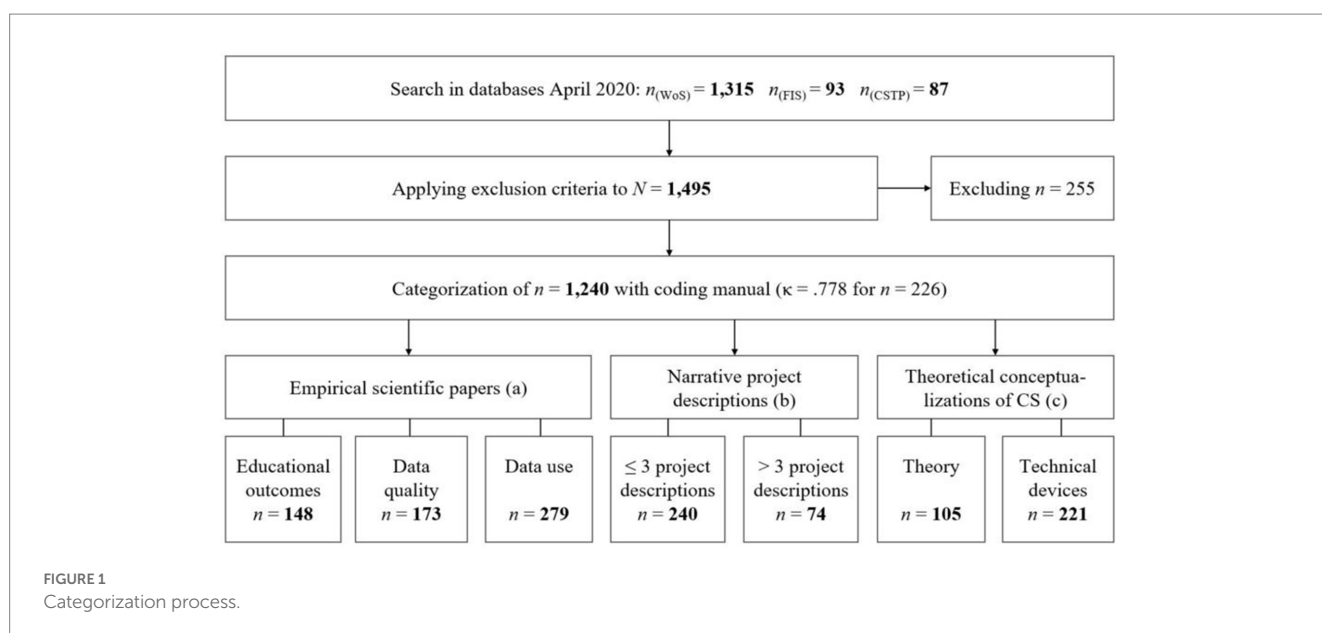 Search in databases April 2020: n(WoS) = 1,315 n(FIS) = 93 n(CSTP) = 87
Applying exclusion criteria to N = 1,495
Excluding n = 255
Categorization of n = 1,240 with coding manual (κ = .778 for n = 226)
Empirical scientific papers (a)
Narrative project
descriptions (b)
Theoretical conceptua-
lizations of CS (c)
Educational
outcomes
n = 148
Data
quality
n = 173
Data use
n = 279
≤ 3 project
descriptions
n = 240
> 3 project
descriptions
n = 74
Theory
n = 105
Technical
devices
n = 221
FIGURE 1
Categorization process.